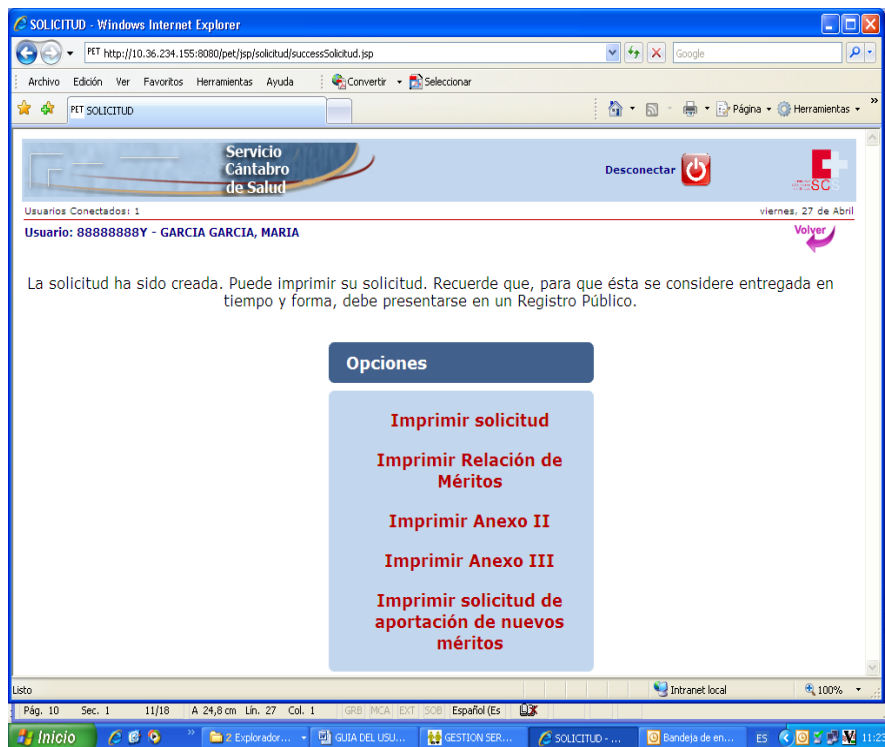 SOLICITUD - Windows Internet Explorer
PET http://10.36.234.155:8080/pet/jsp/solicitud/successSolicitud.jsp
Google
Archivo Edición Ver Favoritos Herramientas Ayuda Convertir Seleccionar
PET SOLICITUD
Página Herramientas »
Servicio
Cántabro
de Salud
Desconectar
SCS
Usuarios Conectados: 1
viernes, 27 de Abril
Usuario: 88888888Y - GARCIA GARCIA, MARIA
Volver
La solicitud ha sido creada. Puede imprimir su solicitud. Recuerde que, para que ésta se considere entregada en
tiempo y forma, debe presentarse en un Registro Público.
Opciones
Imprimir solicitud
Imprimir Relación de
Méritos
Imprimir Anexo II
Imprimir Anexo III
Imprimir solicitud de
aportación de nuevos
méritos
Listo
Intranet local
100%
Pág. 10 Sec. 1 11/18 A 24,8 cm Lín. 27 Col. 1 GRB MCA EXT SOB Español (Es
Inicio » 2 Explorador... GUIA DEL USU... GESTION SER... SOLICITUD - ... Bandeja de en... ES 11:23